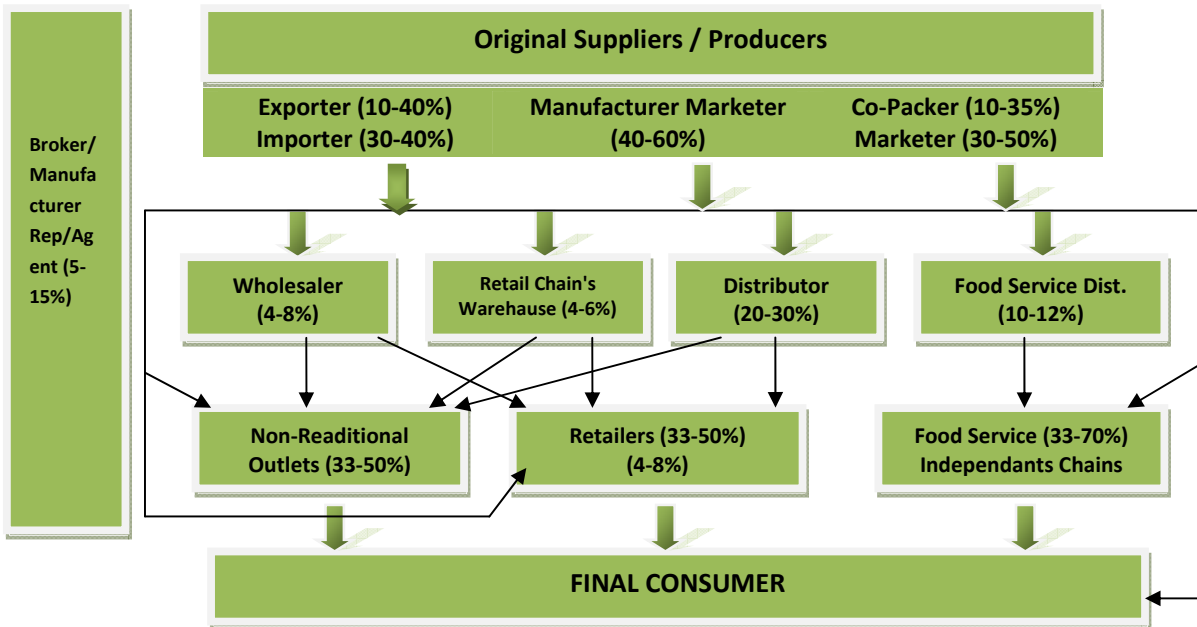 Original Suppliers / Producers
Exporter (10-40%)
Importer (30-40%)
Manufacturer Marketer
(40-60%)
Co-Packer (10-35%)
Marketer (30-50%)
Broker/
Manufa
cturer
Rep/Ag
ent (5-
15%)
Wholesaler
(4-8%)
Retail Chain's
Warehause (4-6%)
Distributor
(20-30%)
Food Service Dist.
(10-12%)
Non-Readitional
Outlets (33-50%)
Retailers (33-50%)
(4-8%)
Food Service (33-70%)
Independants Chains
FINAL CONSUMER